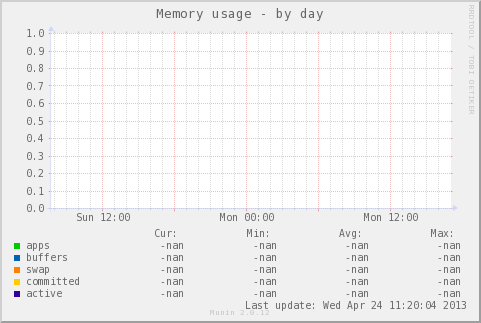 Memory usage - by day
RRDTOOL / TOBI OETIKER
1.0
0.9
0.8
0.7
0.6
0.5
0.4
0.3
0.2
0.1
0.0
Sun 12:00 Mon 00:00 Mon 12:00
Cur: Min: Avg: Max:
apps -nan -nan -nan -nan
buffers -nan -nan -nan -nan
swap -nan -nan -nan -nan
committed -nan -nan -nan -nan
active -nan -nan -nan -nan
Last update: Wed Apr 24 11:20:04 2013
Munin 2.0.12